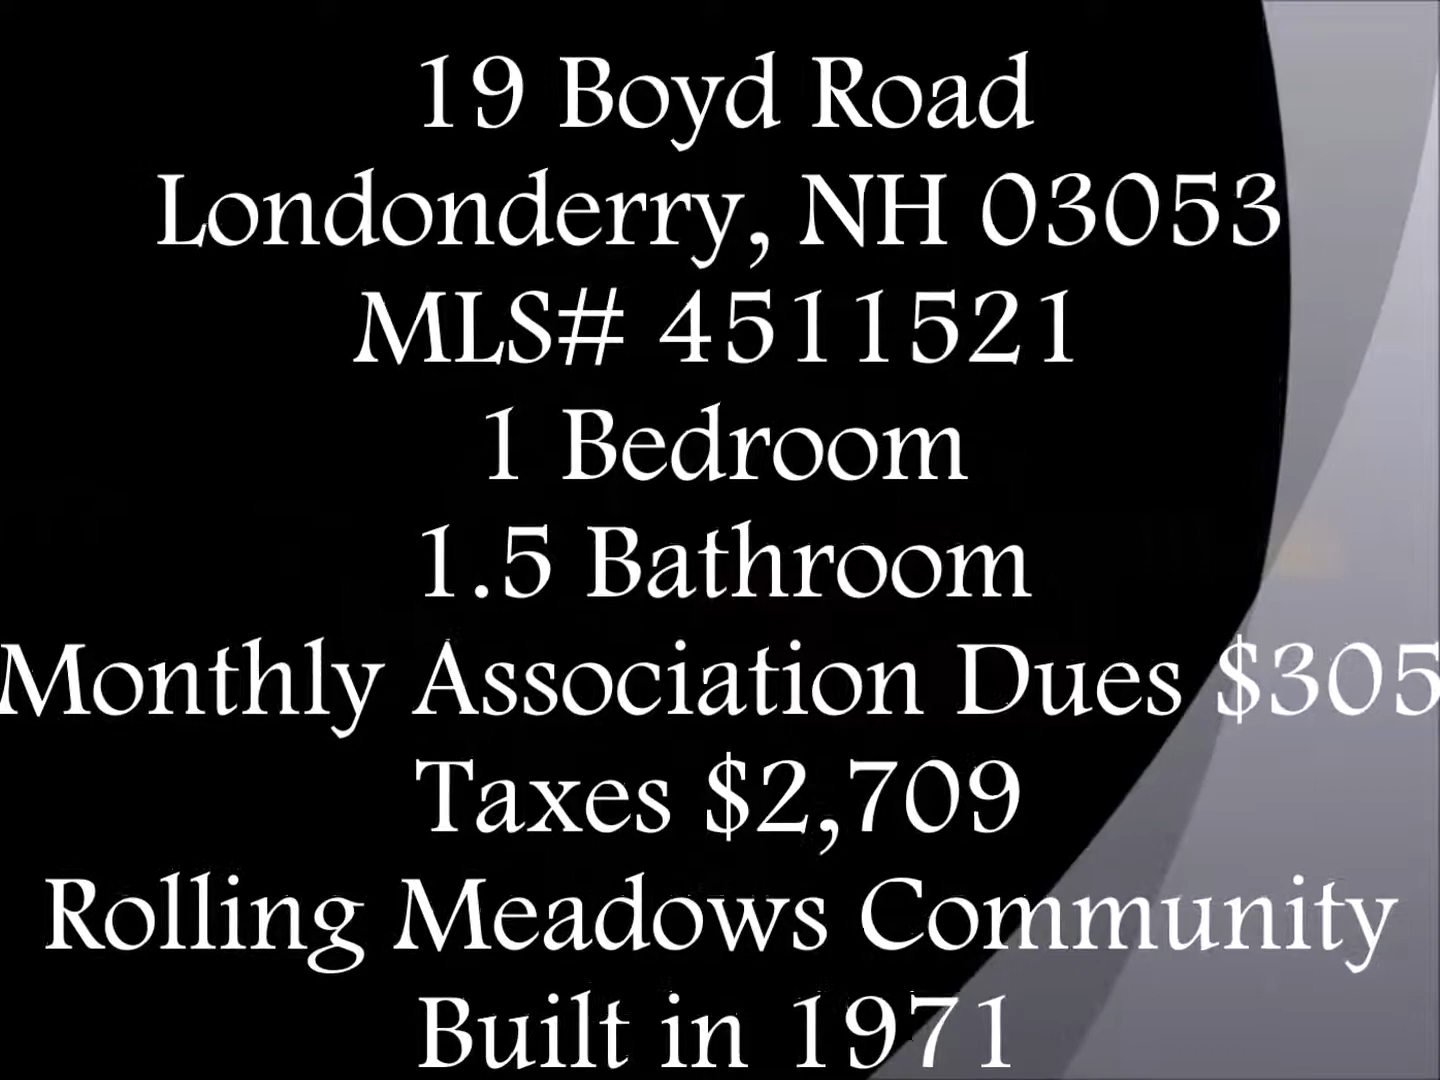 19 Boyd Road
Londonderry, NH 03053
MLS# 4511521
1 Bedroom
1.5 Bathroom
Monthly Association Dues $305
Taxes $2,709
Rolling Meadows Community
Built in 1971